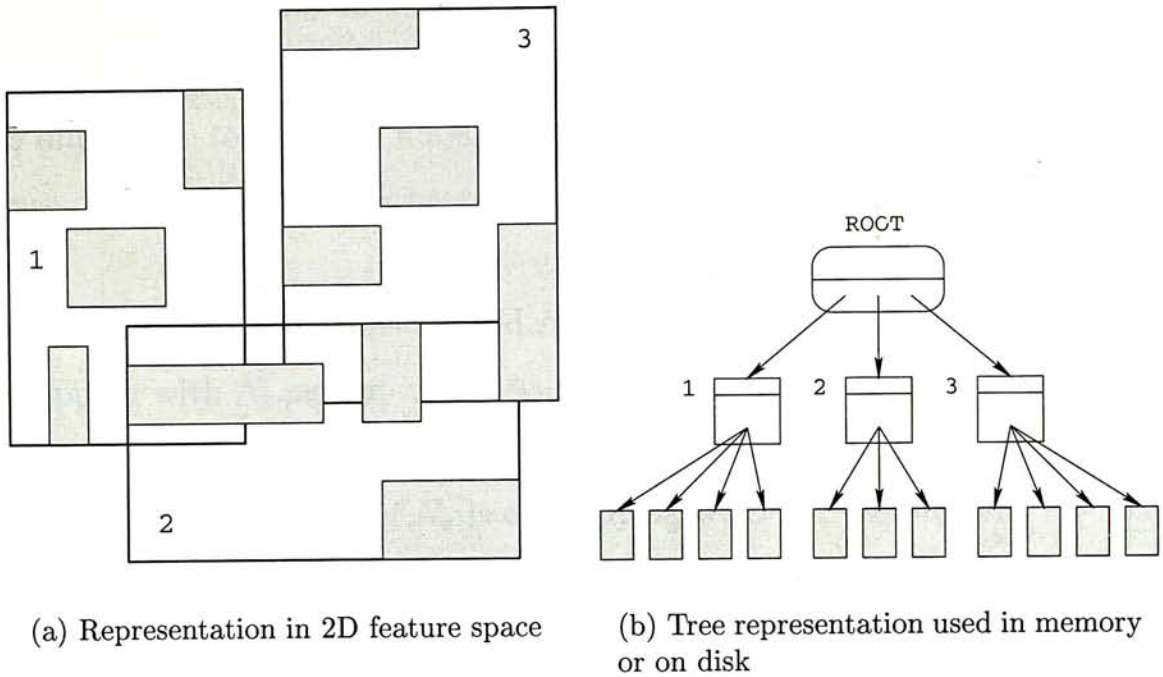 3
1
2
(a) Representation in 2D feature space
ROOT
1
2
3
(b) Tree representation used in memory
or on disk